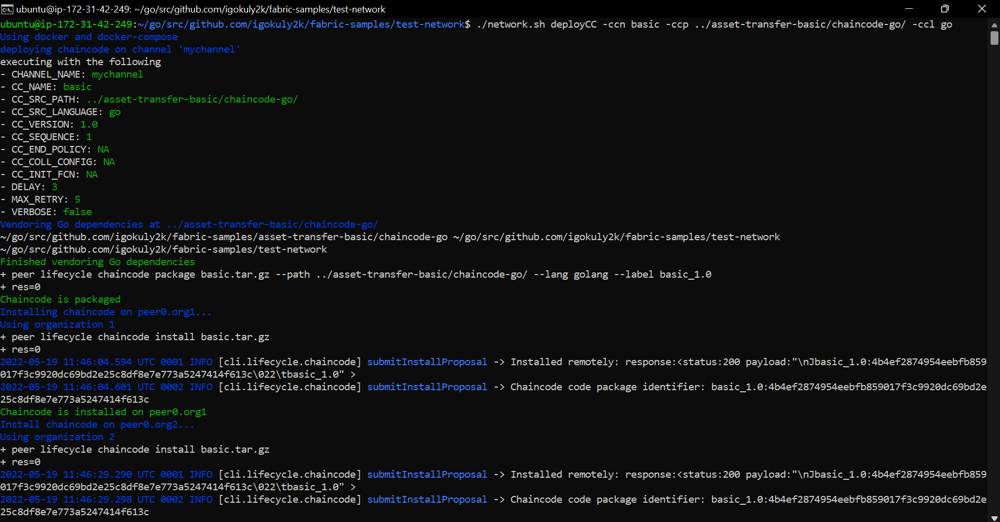 ubuntu@ip-172-31-42-249: ~/go/src/github.com/igokuly2k/fabric-samples/test-network
ubuntu@ip-172-31-42-249:~/go/src/github.com/igokuly2k/fabric-samples/test-network$ ./network.sh deployCC -ccn basic -ccp ../asset-transfer-basic/chaincode-go/ -ccl go
Using docker and docker-compose
deploying chaincode on channel 'mychannel'
executing with the following
- CHANNEL_NAME: mychannel
- CC_NAME: basic
- CC_SRC_PATH: ../asset-transfer-basic/chaincode-go/
- CC_SRC_LANGUAGE: go
- CC_VERSION: 1.0
- CC_SEQUENCE: 1
- CC_END_POLICY: NA
- CC_COLL_CONFIG: NA
- CC_INIT_FCN: NA
- DELAY: 3
- MAX_RETRY: 5
- VERBOSE: false
Vendoring Go dependencies at ../asset-transfer-basic/chaincode-go/
~/go/src/github.com/igokuly2k/fabric-samples/asset-transfer-basic/chaincode-go ~/go/src/github.com/igokuly2k/fabric-samples/test-network
~/go/src/github.com/igokuly2k/fabric-samples/test-network
Finished vendoring Go dependencies
+ peer lifecycle chaincode package basic.tar.gz --path ../asset-transfer-basic/chaincode-go/ --lang golang --label basic_1.0
+ res=0
Chaincode is packaged
Installing chaincode on peer0.org1...
Using organization 1
+ peer lifecycle chaincode install basic.tar.gz
+ res=0
2022-05-19 11:46:04.594 UTC 0001 INFO [cli.lifecycle.chaincode] submitInstallProposal -> Installed remotely: response:<status:200 payload:"\nJbasic_1.0:4b4ef2874954eebfb859
017f3c9920dc69bd2e25c8df8e7e773a5247414f613c\022\tbasic_1.0" >
2022-05-19 11:46:04.601 UTC 0002 INFO [cli.lifecycle.chaincode] submitInstallProposal -> Chaincode code package identifier: basic_1.0:4b4ef2874954eebfb859017f3c9920dc69bd2e
25c8df8e7e773a5247414f613c
Chaincode is installed on peer0.org1
Install chaincode on peer0.org2...
Using organization 2
+ peer lifecycle chaincode install basic.tar.gz
+ res=0
2022-05-19 11:46:29.290 UTC 0001 INFO [cli.lifecycle.chaincode] submitInstallProposal -> Installed remotely: response:<status:200 payload:"\nJbasic_1.0:4b4ef2874954eebfb859
017f3c9920dc69bd2e25c8df8e7e773a5247414f613c\022\tbasic_1.0" >
2022-05-19 11:46:29.298 UTC 0002 INFO [cli.lifecycle.chaincode] submitInstallProposal -> Chaincode code package identifier: basic_1.0:4b4ef2874954eebfb859017f3c9920dc69bd2e
25c8df8e7e773a5247414f613c